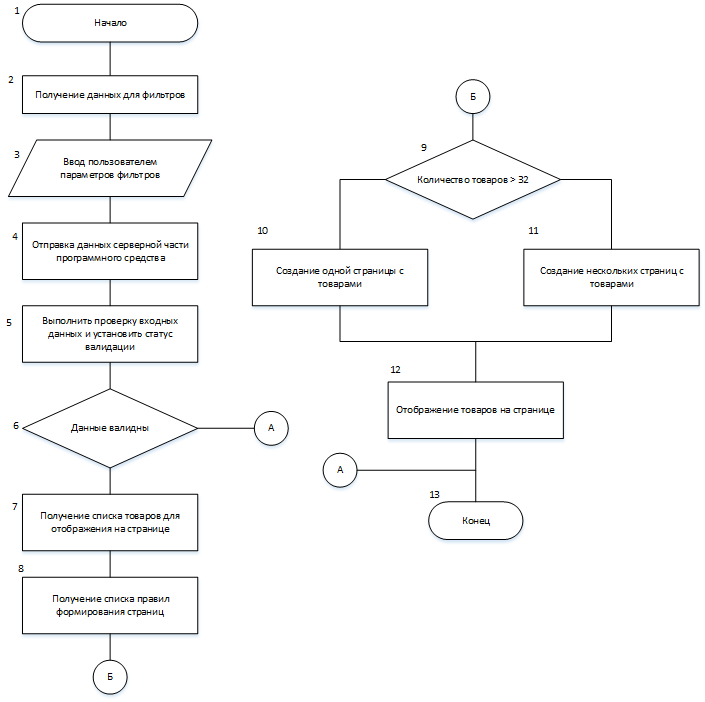 1
Начало
2
Получение данных для фильтров
3
Ввод пользователем
параметров фильтров
4
Отправка данных серверной части
программного средства
5
Выполнить проверку входных
данных и установить статус
валидации
6
Данные валидны
А
7
Получение списка товаров для
отображения на странице
8
Получение списка правил
формирования страниц
Б
Б
9
Количество товаров > 32
10
Создание одной страницы с
товарами
11
Создание нескольких страниц с
товарами
12
Отображение товаров на странице
А
13
Конец